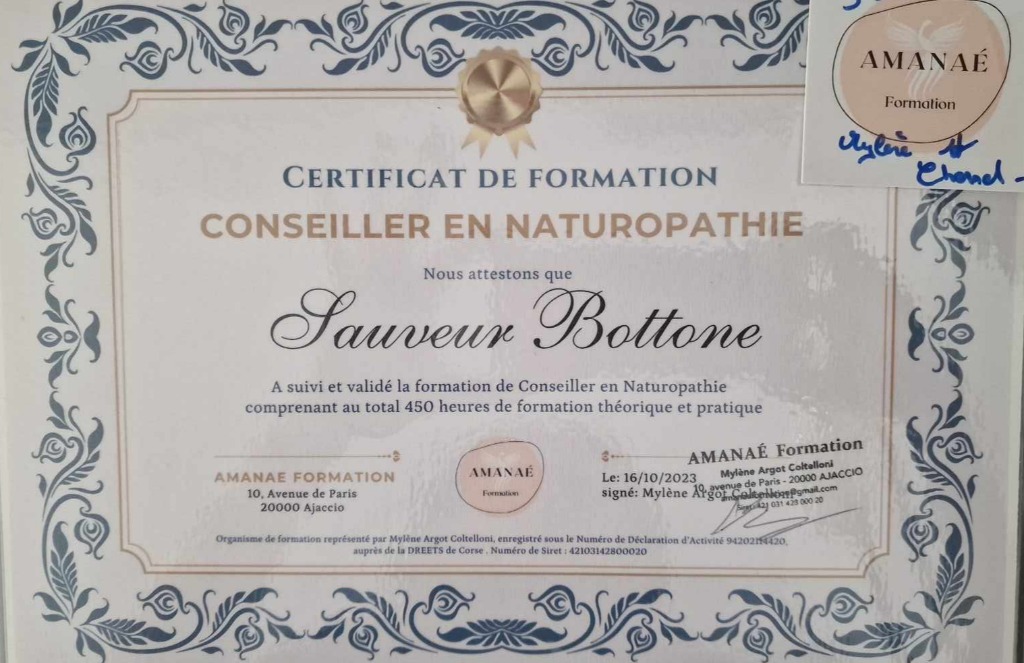 AMANAÉ
Formation
Mylène et
CERTIFICAT DE FORMATION
CONSEILLER EN NATUROPATHIE
Nous attestons que
Sauveur Bottone
A suivi et validé la formation de Conseiller en Naturopathie
comprenant au total 450 heures de formation théorique et pratique
AMANAE FORMATION
10, Avenue de Paris
20000 Ajaccio
AMANAÉ
Formation
Le: 16/10/2023
signé: Mylène Argot Coltelloni
AMANAÉ Formation
Mylène Argot Coltelloni
10, avenue de Paris - 20000 AJACCIO
Organisme de formation représenté par Mylène Argot Coltelloni, enregistré sous le Numéro de Déclaration d'Activité 94202114420,
auprès de la DREETS de Corse . Numéro de Siret : 42103142800020